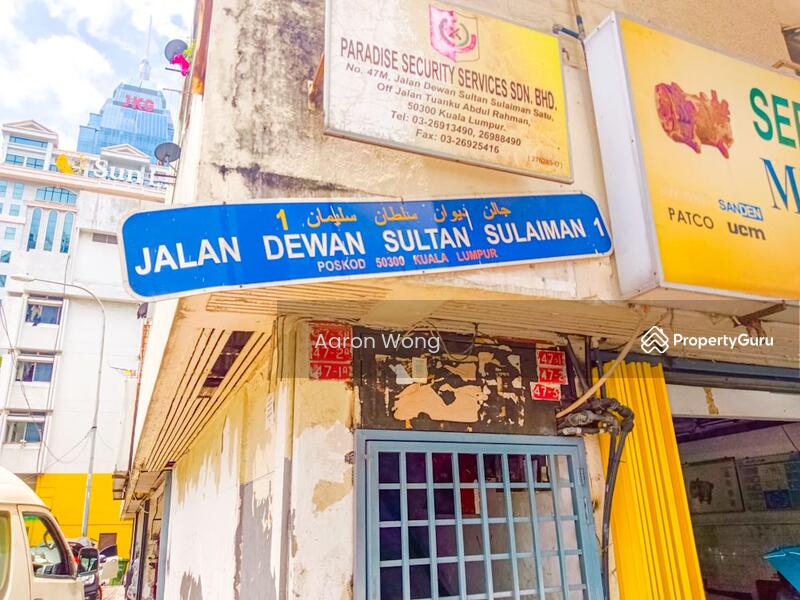 PARADISE SECURITY SERVICES SDN. BHD.
No. 47M, Jalan Dewan Sultan Sulaiman Satu,
Off Jalan Tuanku Abdul Rahman,
50300 Kuala Lumpur.
Tel: 03-26913490, 26988490
Fax: 03-26925416
(276285-D)
JKG
Sun
PATCO
SANDEN
ucm
جالن ديوان سلطان سليمان 1
JALAN DEWAN SULTAN SULAIMAN 1
POSKOD 50300 KUALA LUMPUR
47-2
47-1
47-1
47-2
47-3
Aaron Wong
PropertyGuru